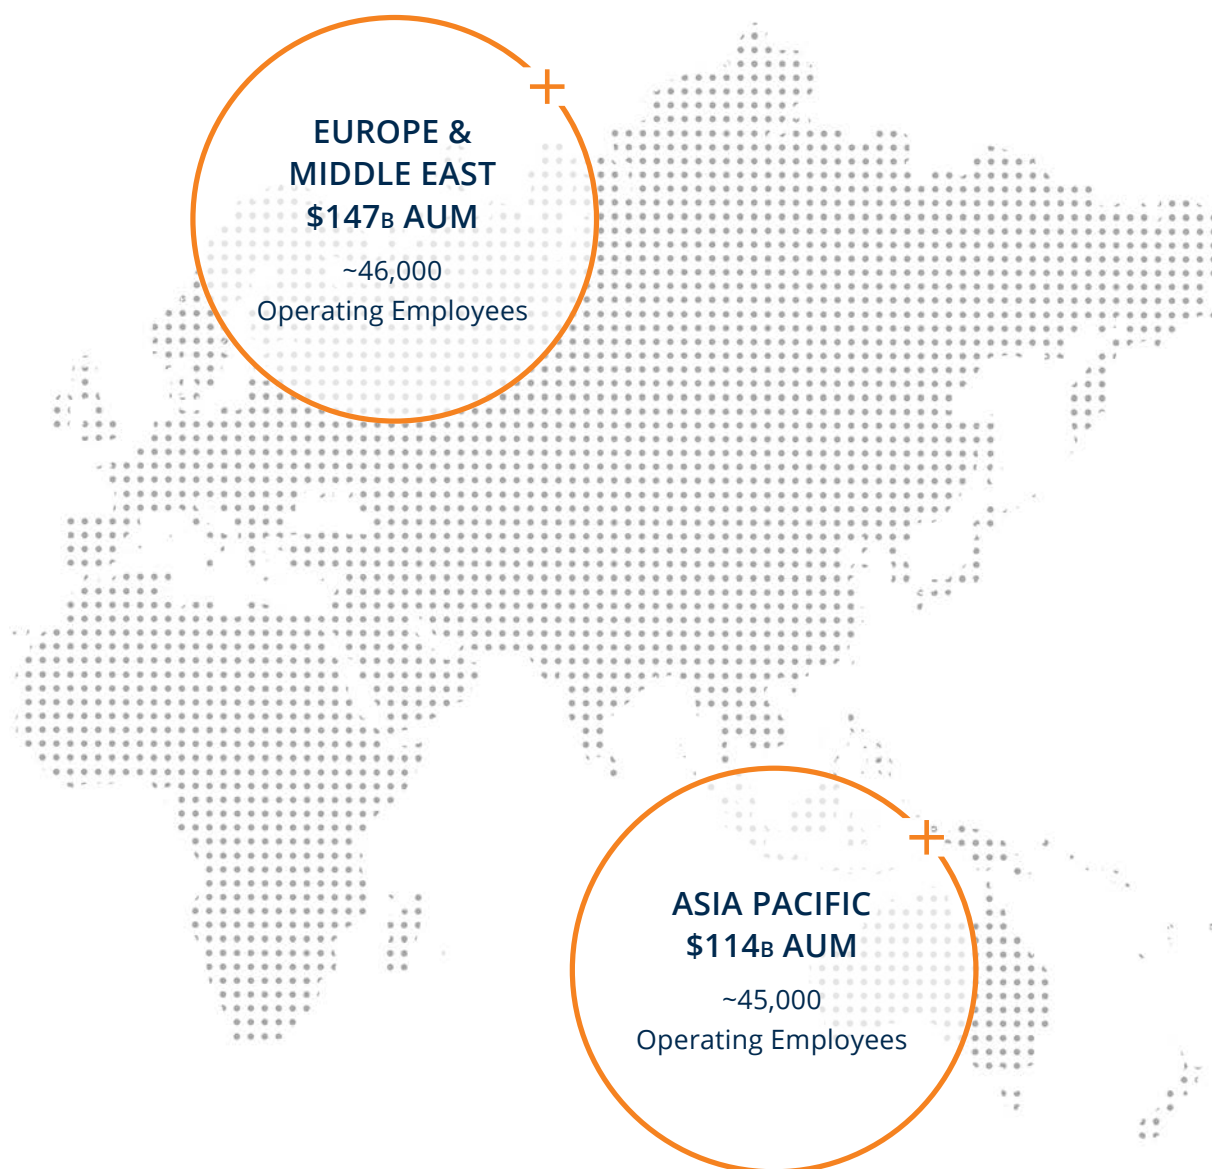 EUROPE &
MIDDLE EAST
$147B AUM
~46,000
Operating Employees
ASIA PACIFIC
$114B AUM
~45,000
Operating Employees